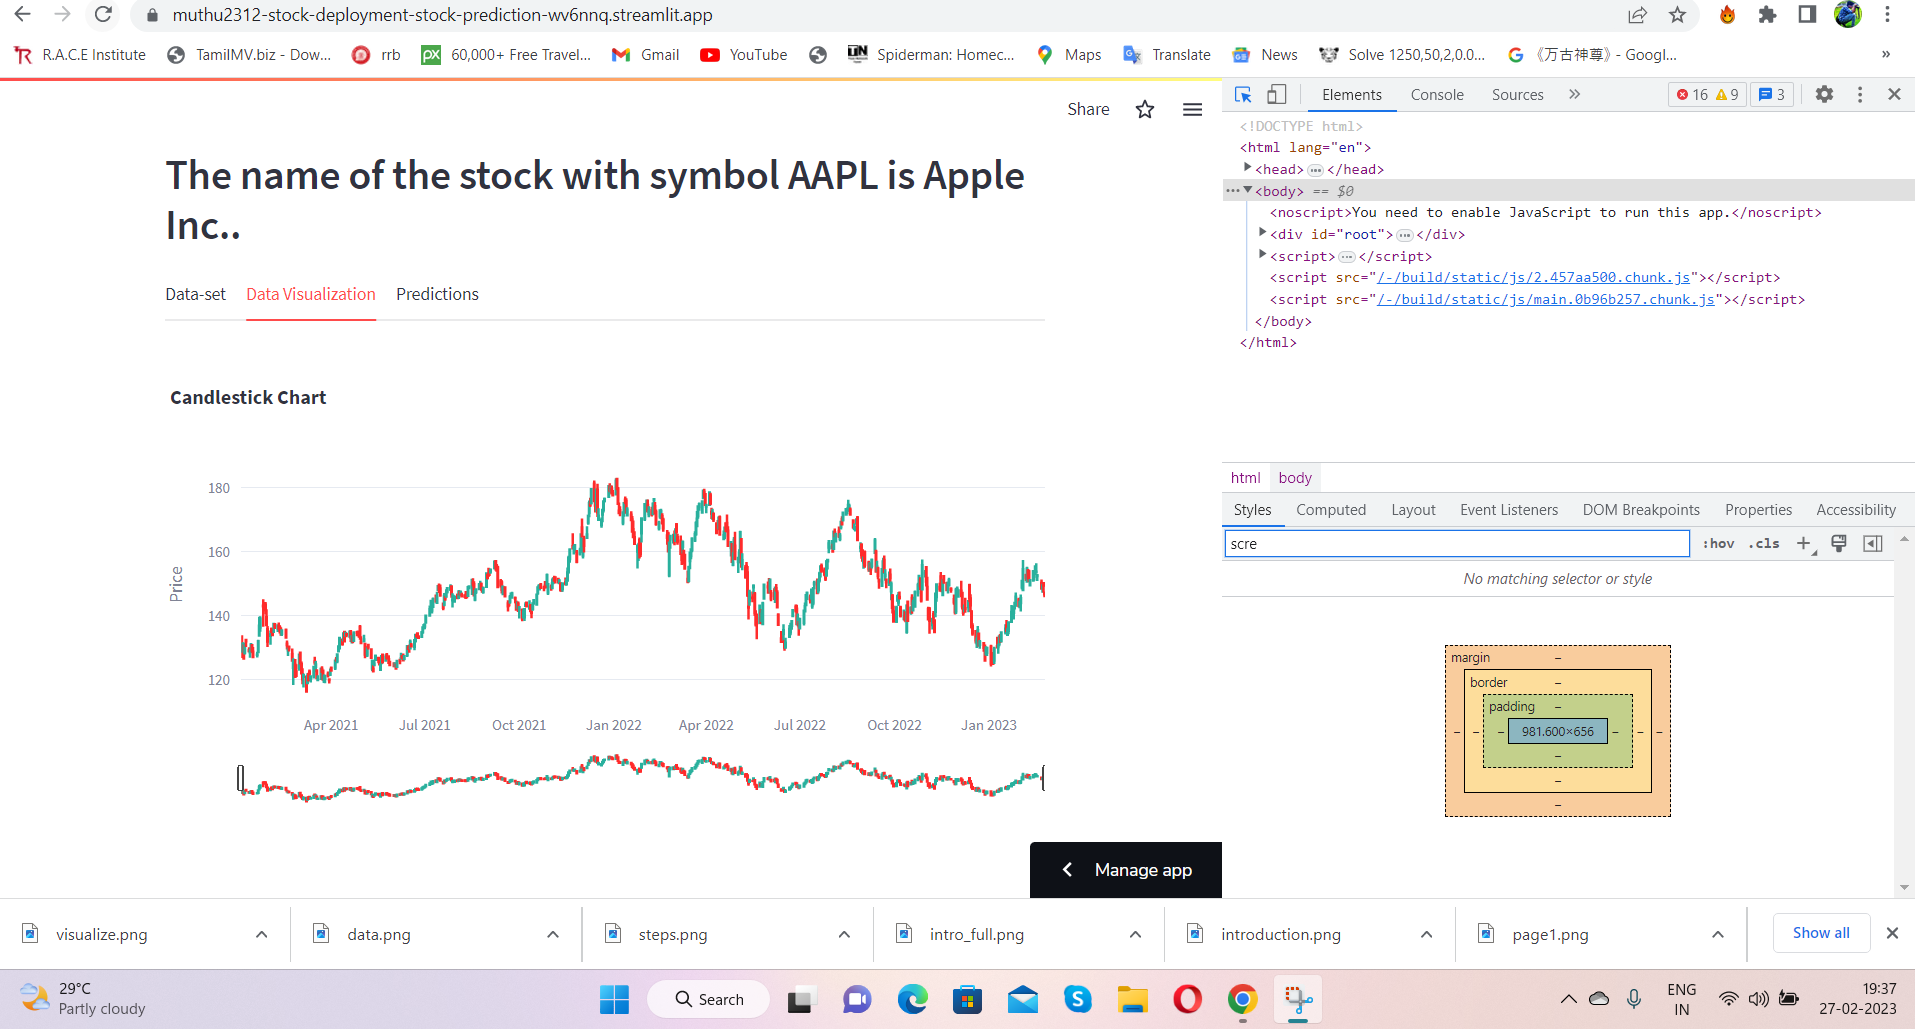 muthu2312-stock-deployment-stock-prediction-wv6nnq.streamlit.app
R.A.C.E Institute
TamilMV.biz - Dow...
rrb
60,000+ Free Travel...
Gmail
YouTube
Spiderman: Homec...
Maps
Translate
News
Solve 1250,50,2,0.0...
《万古神尊》 - Googl...
»
Share
The name of the stock with symbol AAPL is Apple
Inc..
Data-set Data Visualization Predictions
Candlestick Chart
Price
180
160
140
120
Apr 2021 Jul 2021 Oct 2021 Jan 2022 Apr 2022 Jul 2022 Oct 2022 Jan 2023
Manage app
Elements Console Sources » 16 9 3
<!DOCTYPE html>
<html lang="en">
<head>…</head>
<body> == $0
<noscript>You need to enable JavaScript to run this app.</noscript>
<div id="root">…</div>
<script>…</script>
<script src="/-/build/static/js/2.457aa500.chunk.js"></script>
<script src="/-/build/static/js/main.0b96b257.chunk.js"></script>
</body>
</html>
html body
Styles Computed Layout Event Listeners DOM Breakpoints Properties Accessibility
scre :hov .cls +
No matching selector or style
margin –
border –
padding –
– – – 981.600×656 – – –
–
–
–
visualize.png
data.png
steps.png
intro_full.png
introduction.png
page1.png
Show all
29°C
Partly cloudy
Search
ENG
IN
19:37
27-02-2023